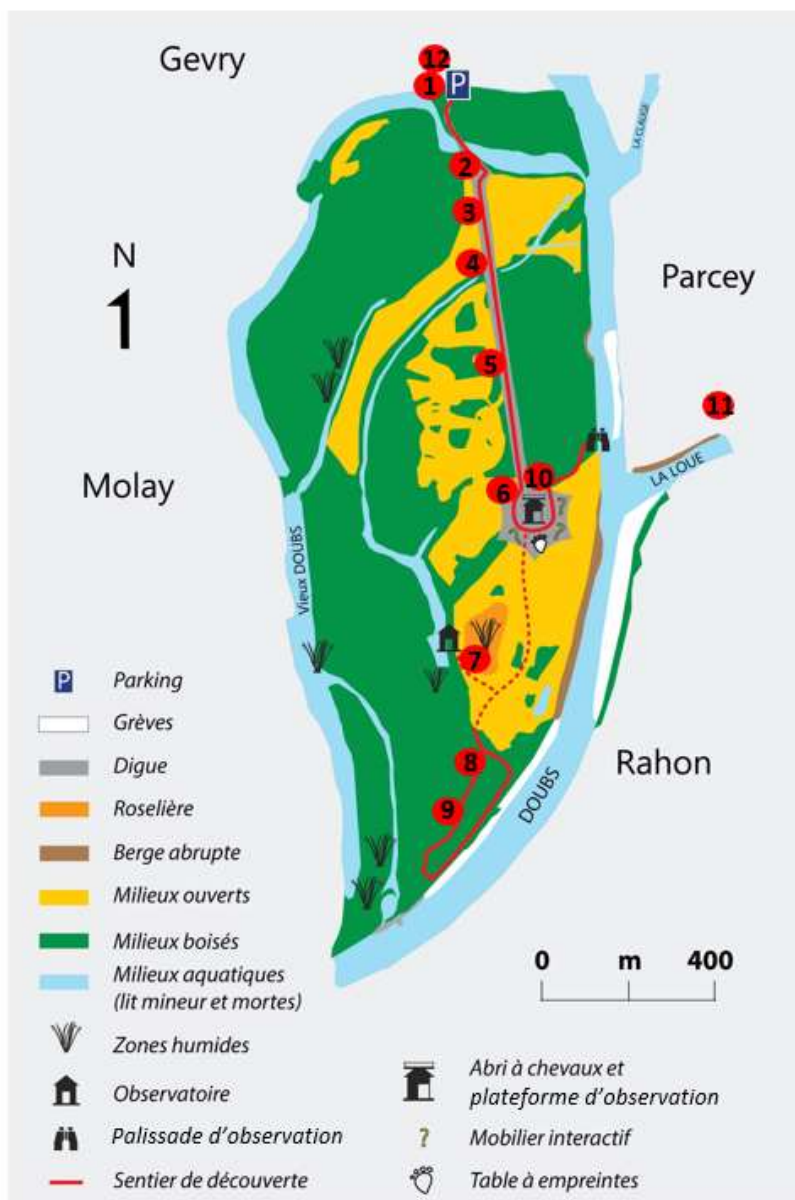 Gevry
12
1
P
LA CLAUGE
2
3
N
4
Parcey
5
11
Molay
10
6
LA LOUE
?
?
?
Vieux DOUBS
7
P Parking
Grèves
8
Rahon
Digue
DOUBS
Roselière
9
Berge abrupte
Milieux ouverts
Milieux boisés
0 m 400
Milieux aquatiques
(lit mineur et mortes)
Zones humides
Observatoire
Abri à chevaux et
plateforme d'observation
Palissade d'observation
? Mobilier interactif
Sentier de découverte
Table à empreintes